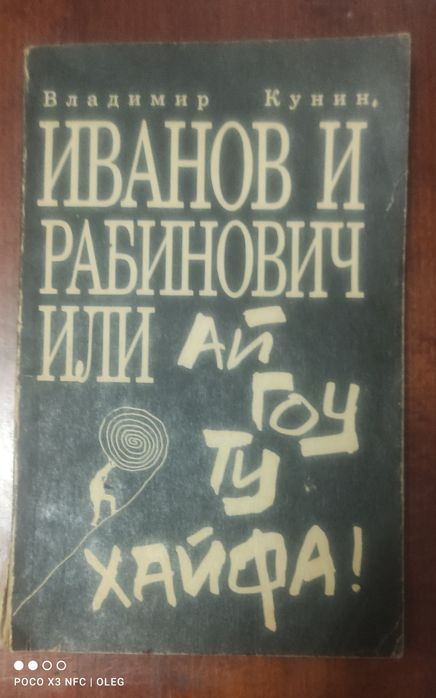 Владимир Кунин
ИВАНОВ И
РАБИНОВИЧ
ИЛИ АЙ
ГОУ
ТУ
ХАЙФА!
POCO X3 NFC | OLEG